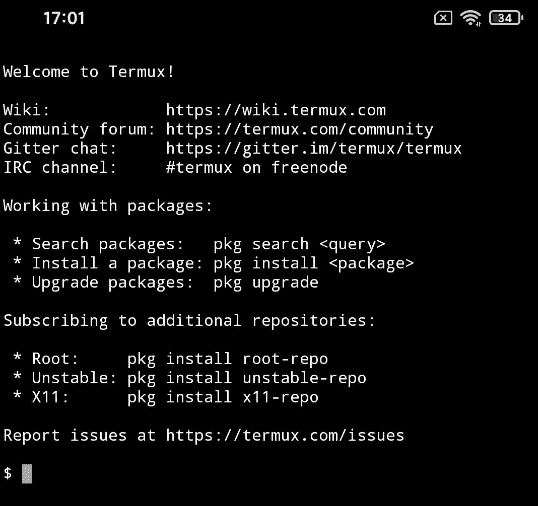 17:01
34
Welcome to Termux!
Wiki:            https://wiki.termux.com
Community forum: https://termux.com/community
Gitter chat:     https://gitter.im/termux/termux
IRC channel:     #termux on freenode
Working with packages:
 * Search packages:   pkg search <query>
 * Install a package: pkg install <package>
 * Upgrade packages:  pkg upgrade
Subscribing to additional repositories:
 * Root:     pkg install root-repo
 * Unstable: pkg install unstable-repo
 * X11:      pkg install x11-repo
Report issues at https://termux.com/issues
$